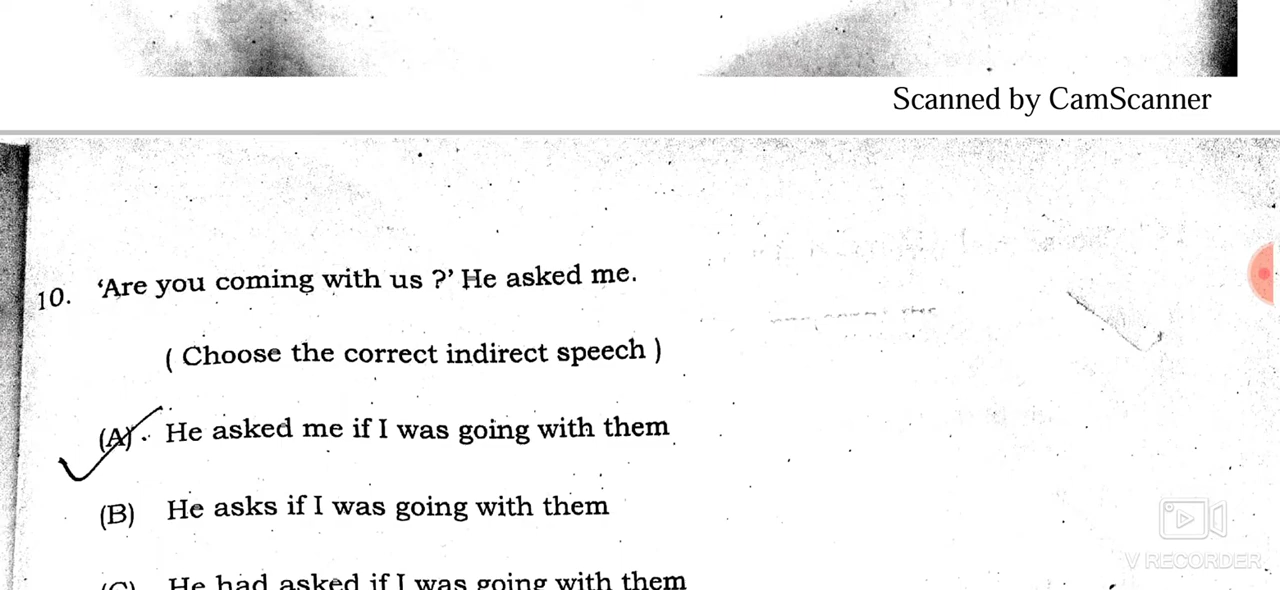 Scanned by CamScanner
10. ‘Are you coming with us ?’ He asked me.
( Choose the correct indirect speech )
(A) He asked me if I was going with them
(B) He asks if I was going with them
(C) He had asked if I was going with them
V RECORDER